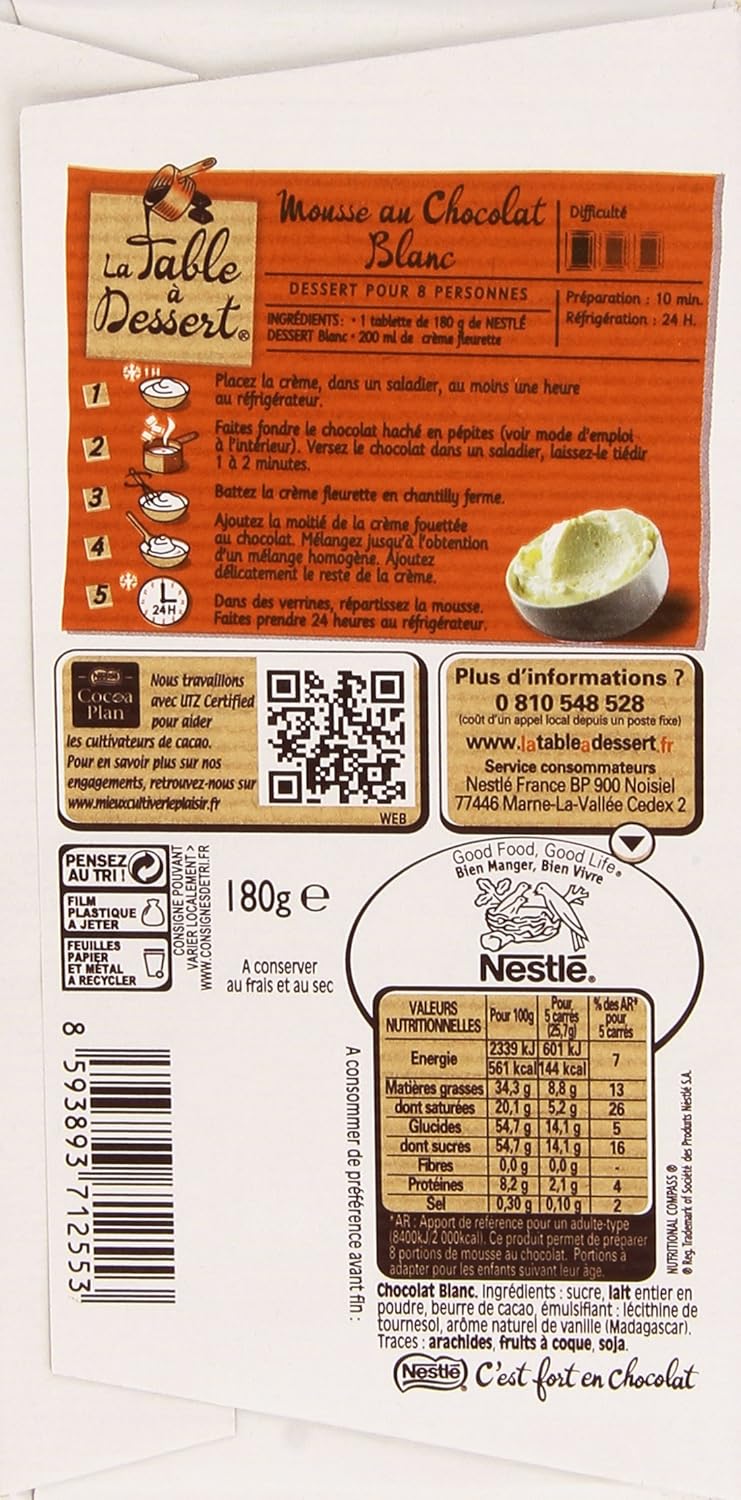 La Table
à
Dessert®
Mousse au Chocolat
Blanc
DESSERT POUR 8 PERSONNES
INGRÉDIENTS: • 1 tablette de 180 g de NESTLÉ
DESSERT Blanc • 200 ml de crème fleurette
Difficulté
Préparation : 10 min.
Réfrigération : 24 H.
1
1H
Placez la crème, dans un saladier, au moins une heure
au réfrigérateur.
2
Faites fondre le chocolat haché en pépites (voir mode d'emploi
à l'intérieur). Versez le chocolat dans un saladier, laissez-le tiédir
1 à 2 minutes.
3
Battez la crème fleurette en chantilly ferme.
4
Ajoutez la moitié de la crème fouettée
au chocolat. Mélangez jusqu'à l'obtention
d'un mélange homogène. Ajoutez
délicatement le reste de la crème.
5
24H
Dans des verrines, répartissez la mousse.
Faites prendre 24 heures au réfrigérateur.
Nestlé
Cocoa
Plan
Nous travaillons
avec UTZ Certified
pour aider
les cultivateurs de cacao.
Pour en savoir plus sur nos
engagements, retrouvez-nous sur
www.mieuxcultiverleplaisir.fr
WEB
Plus d'informations ?
0 810 548 528
(coût d'un appel local depuis un poste fixe)
www.latableadessert.fr
Service consommateurs
Nestlé France BP 900 Noisiel
77446 Marne-La-Vallée Cedex 2
PENSEZ
AU TRI !
FILM
PLASTIQUE
À JETER
FEUILLES
PAPIER
ET MÉTAL
À RECYCLER
CONSIGNE POUVANT
VARIER LOCALEMENT >
WWW.CONSIGNESDETRI.FR
180g e
A conserver
au frais et au sec
Good Food, Good Life®
Bien Manger, Bien Vivre
Nestlé®
VALEURS NUTRITIONNELLES Pour 100g Pour 5 carrés (25,7g) % des AR* pour 5 carrés
Energie 2339 kJ 601 kJ 7
561 kcal 144 kcal
Matières grasses 34,3 g 8,8 g 13
dont saturées 20,1 g 5,2 g 26
Glucides 54,7 g 14,1 g 5
dont sucres 54,7 g 14,1 g 16
Fibres 0,0 g 0,0 g -
Protéines 8,2 g 2,1 g 4
Sel 0,30 g 0,10 g 2
*AR : Apport de référence pour un adulte-type
(8400kJ/2 000kcal). Ce produit permet de préparer
8 portions de mousse au chocolat. Portions à
adapter pour les enfants suivant leur âge.
NUTRITIONAL COMPASS ®
® Reg. Trademark of Société des Produits Nestlé S.A.
A consommer de préférence avant fin :
8 593893 712553
Chocolat Blanc. Ingrédients : sucre, lait entier en
poudre, beurre de cacao, émulsifiant : lécithine de
tournesol, arôme naturel de vanille (Madagascar).
Traces : arachides, fruits à coque, soja.
Nestlé C'est fort en Chocolat